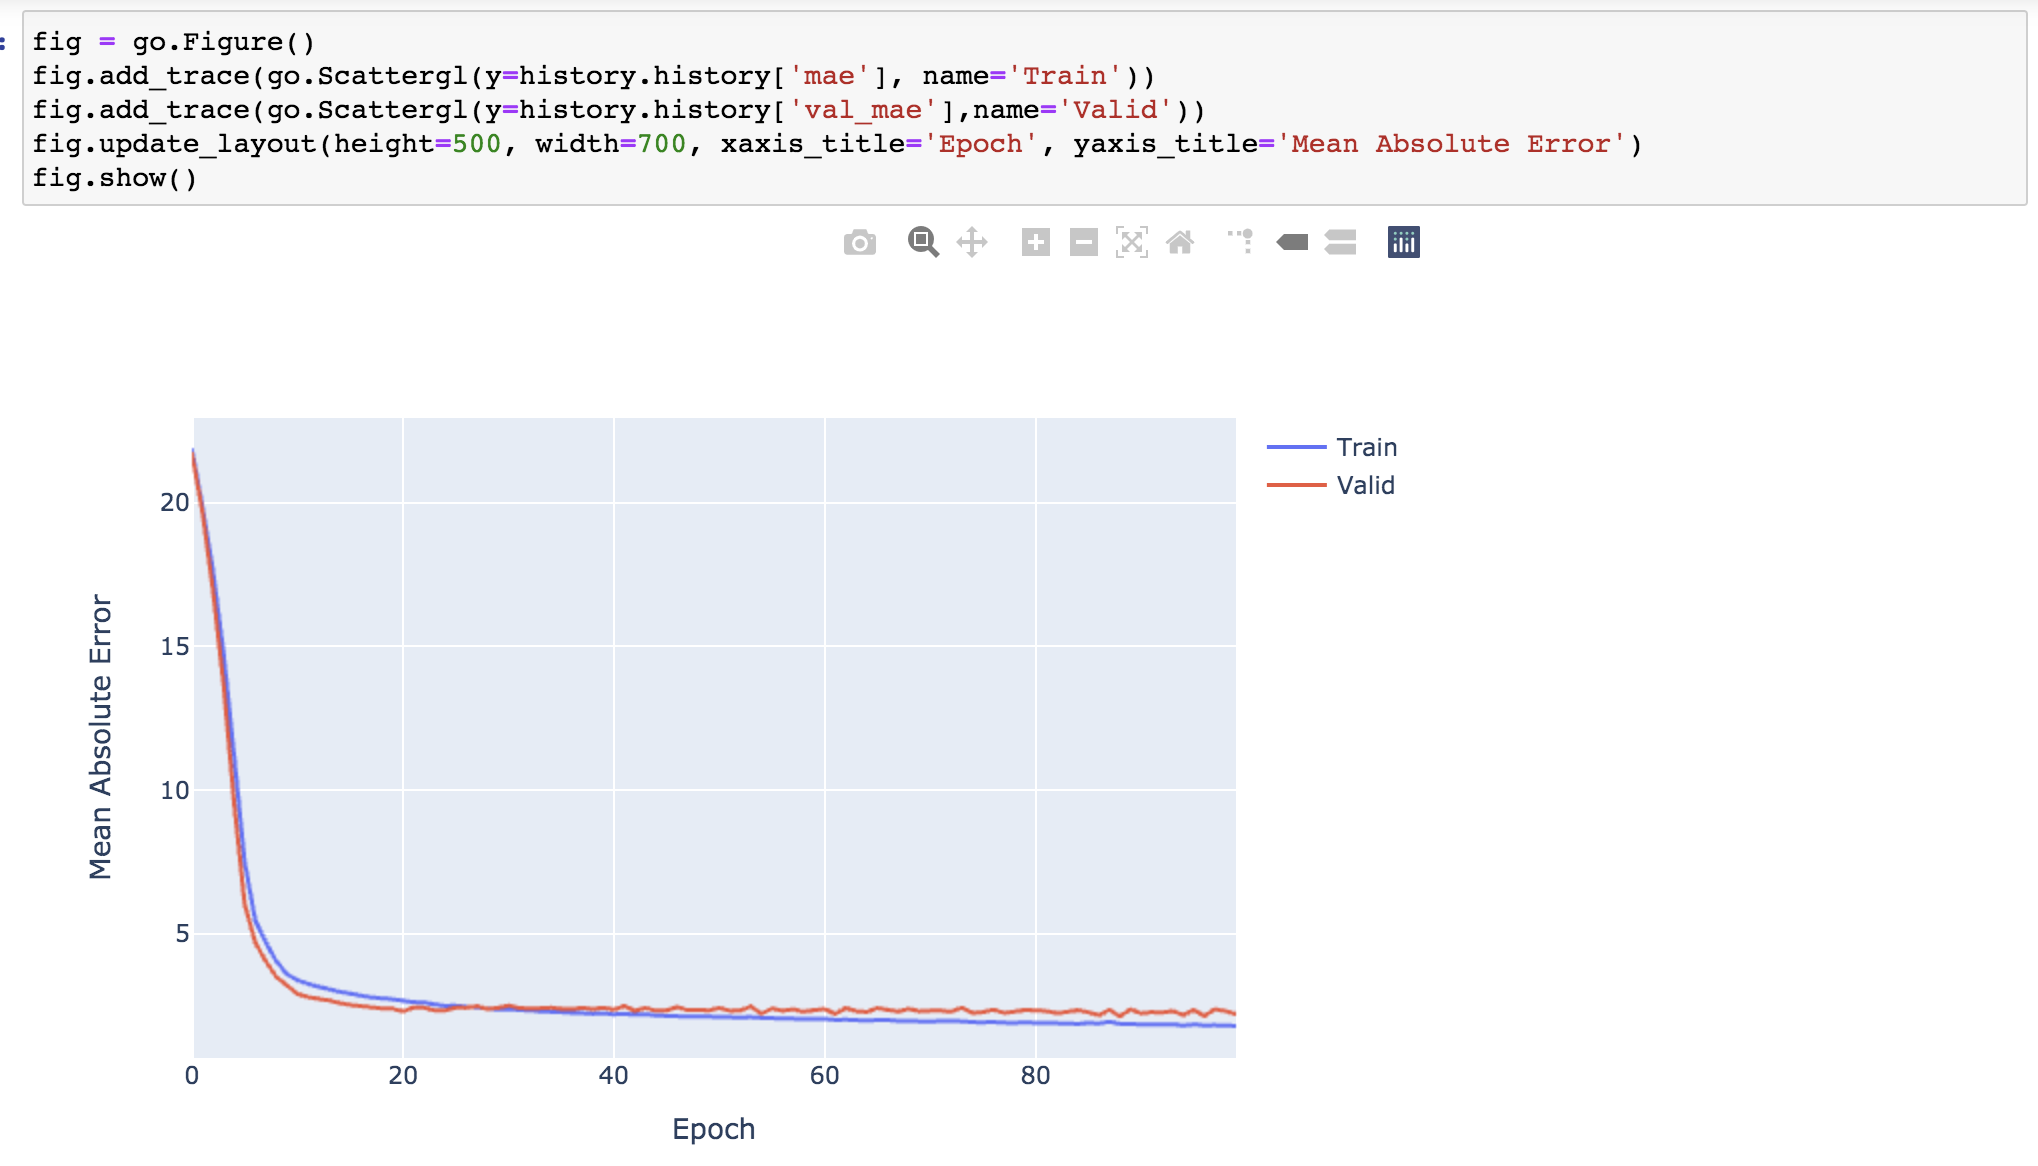 fig = go.Figure()
fig.add_trace(go.Scattergl(y=history.history['mae'], name='Train'))
fig.add_trace(go.Scattergl(y=history.history['val_mae'],name='Valid'))
fig.update_layout(height=500, width=700, xaxis_title='Epoch', yaxis_title='Mean Absolute Error')
fig.show()
Train
Valid
20
15
10
5
Mean Absolute Error
0 20 40 60 80
Epoch